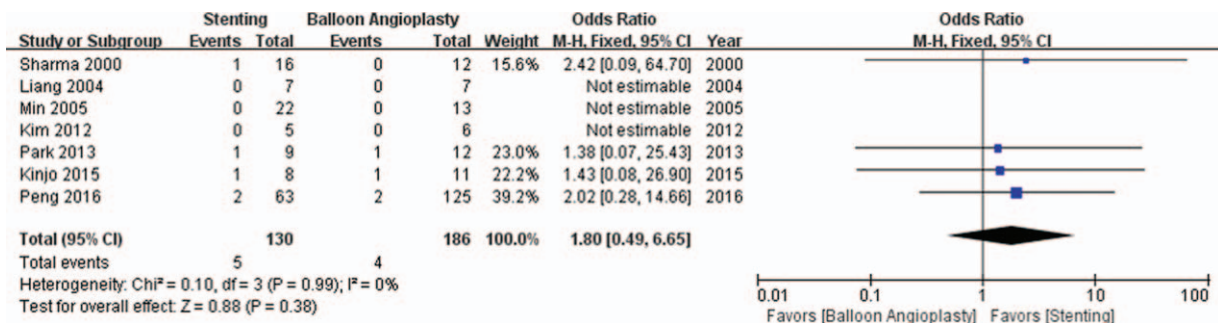 Stenting Balloon Angioplasty Odds Ratio Odds Ratio
Study or Subgroup Events Total Events Total Weight M-H, Fixed, 95% CI Year M-H, Fixed, 95% CI
Sharma 2000 1 16 0 12 15.6% 2.42 [0.09, 64.70] 2000
Liang 2004 0 7 0 7 Not estimable 2004
Min 2005 0 22 0 13 Not estimable 2005
Kim 2012 0 5 0 6 Not estimable 2012
Park 2013 1 9 1 12 23.0% 1.38 [0.07, 25.43] 2013
Kinjo 2015 1 8 1 11 22.2% 1.43 [0.08, 26.90] 2015
Peng 2016 2 63 2 125 39.2% 2.02 [0.28, 14.66] 2016
Total (95% CI) 130 186 100.0% 1.80 [0.49, 6.65]
Total events 5 4
Heterogeneity: Chi² = 0.10, df = 3 (P = 0.99); I² = 0%
Test for overall effect: Z = 0.88 (P = 0.38)
0.01 0.1 1 10 100
Favors [Balloon Angioplasty] Favors [Stenting]